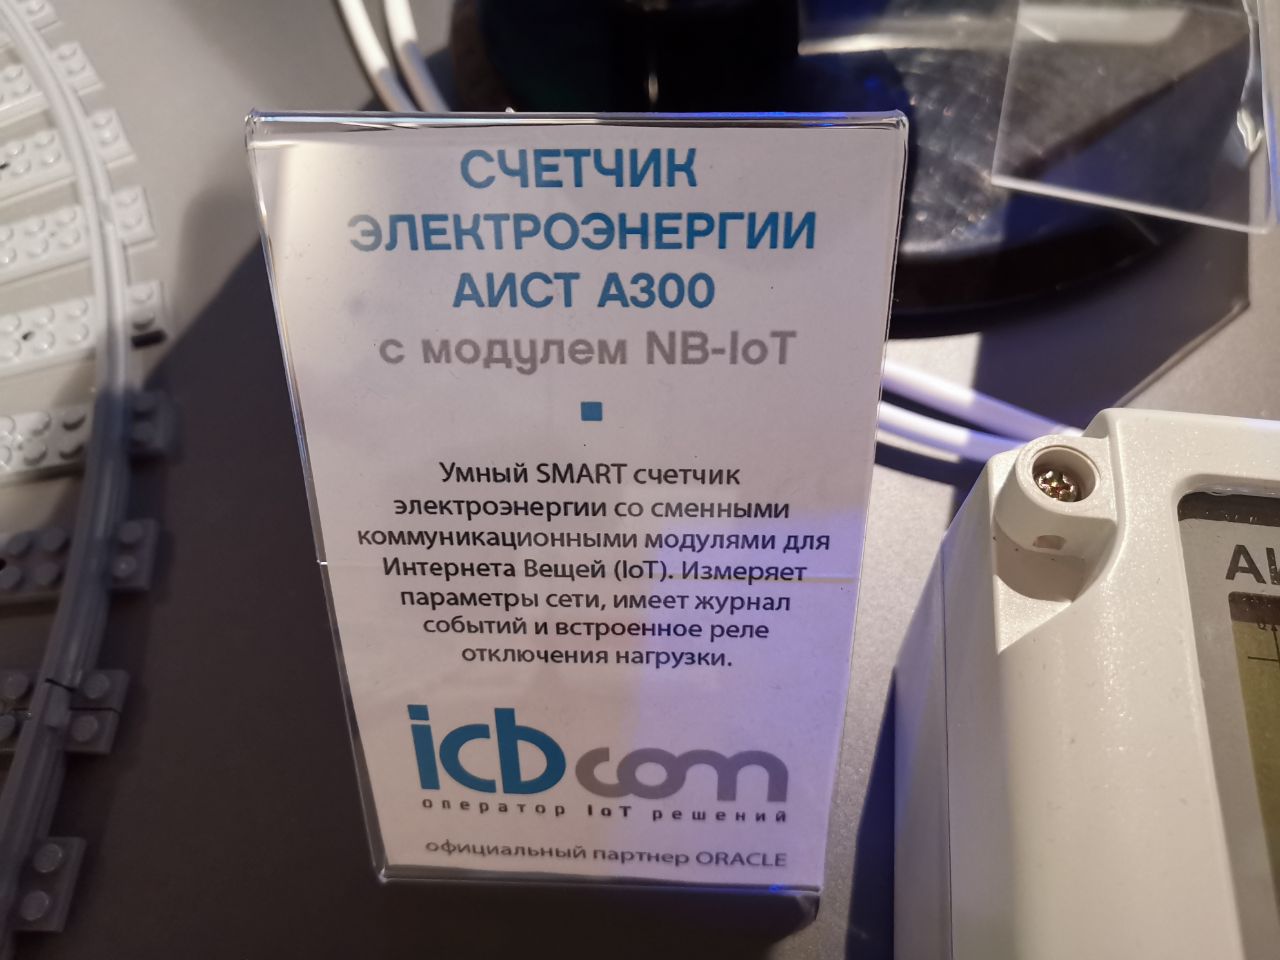 СЧЕТЧИК
ЭЛЕКТРОЭНЕРГИИ
АИСТ А300
с модулем NB-IoT
Умный SMART счетчик
электроэнергии со сменными
коммуникационными модулями для
Интернета Вещей (IoT). Измеряет
параметры сети, имеет журнал
событий и встроенное реле
отключения нагрузки.
icbcom
оператор IoT решений
официальный партнер ORACLE